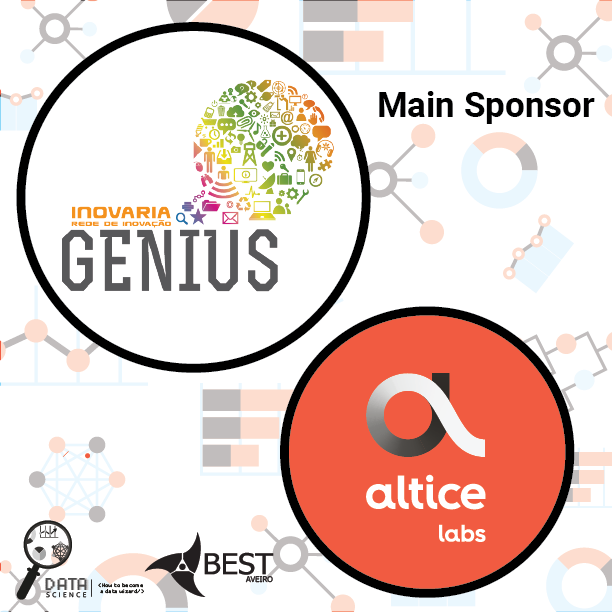 Main Sponsor
INOVARIA
REDE DE INOVAÇÃO
GENIUS
altice
labs
DATA
SCIENCE
<How to become
a data wizard/>
BEST
AVEIRO